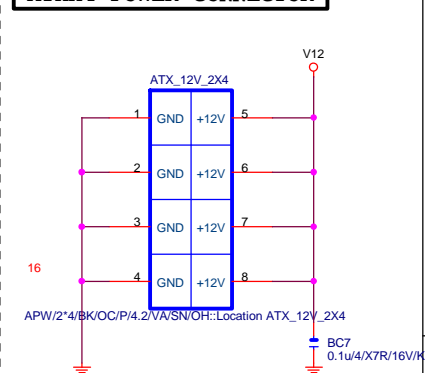 V12
ATX_12V_2X4
1 GND +12V 5
2 GND +12V 6
3 GND +12V 7
16
4 GND +12V 8
APW/2*4/BK/OC/P/4.2/VA/SN/OH::Location ATX_12V_2X4
BC7
0.1u/4/X7R/16V/K